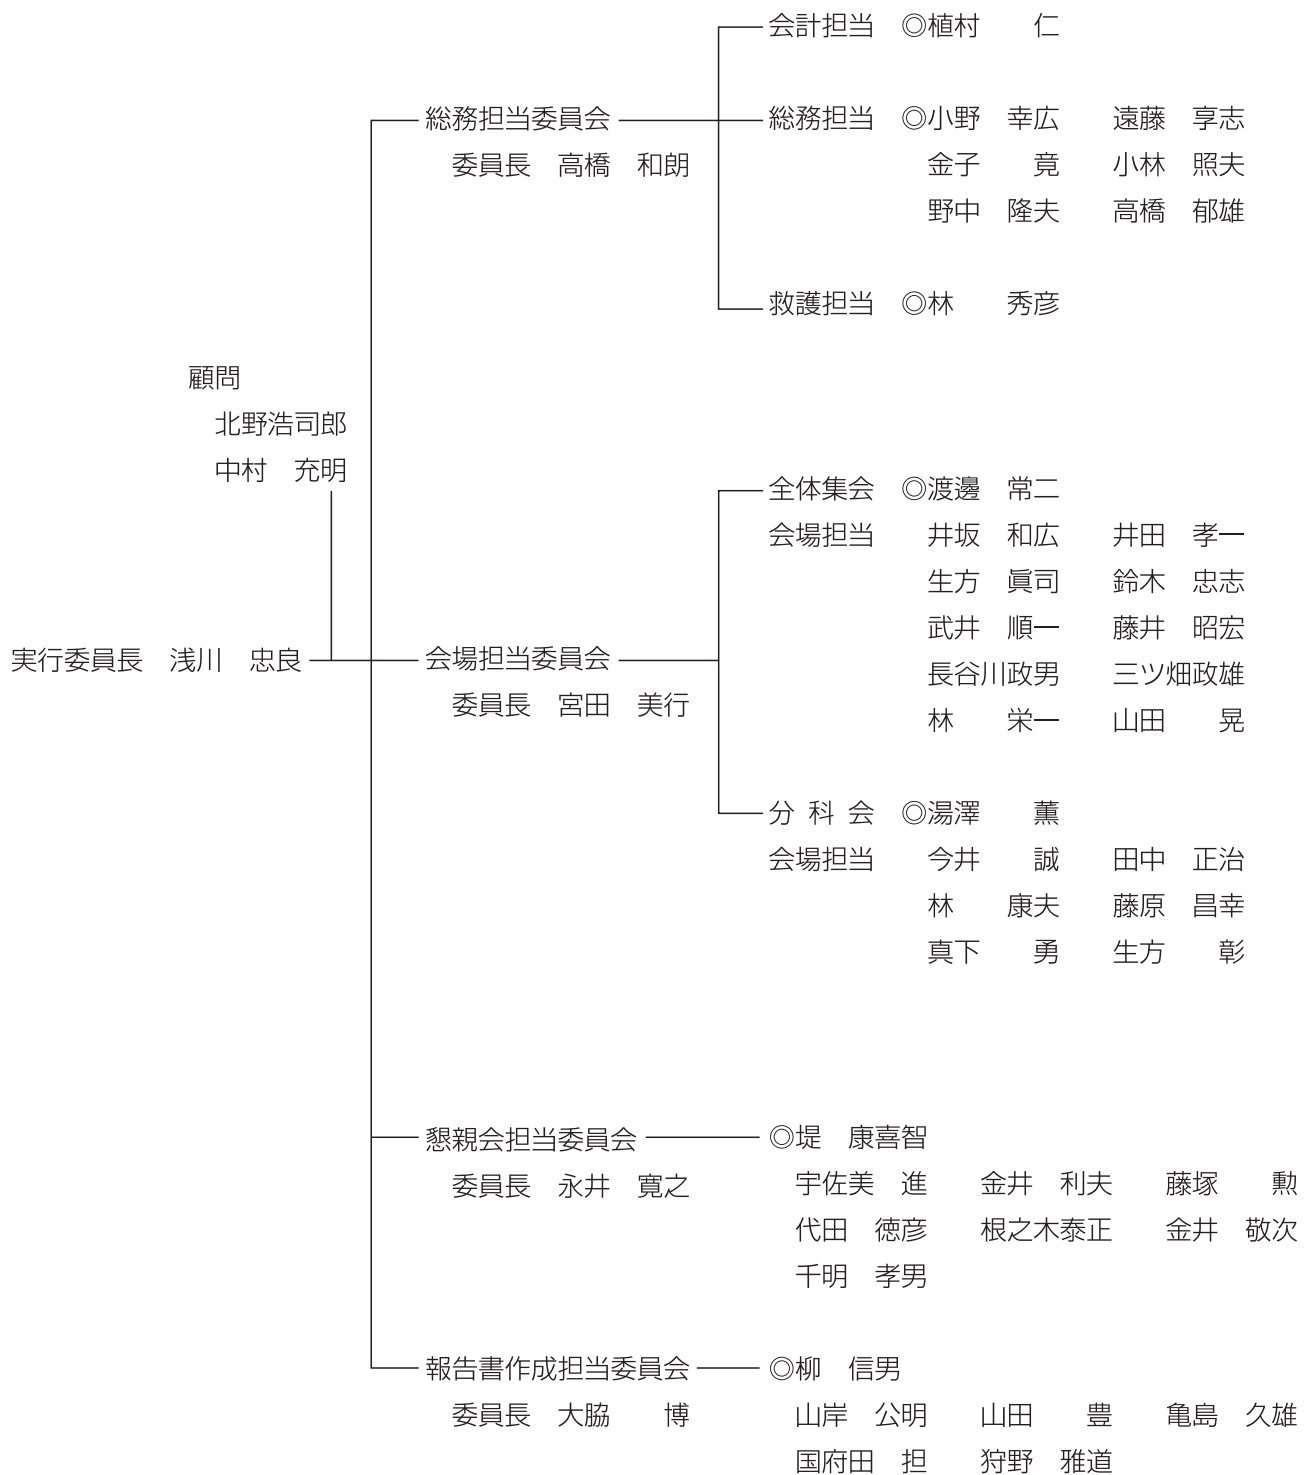 会計担当　◎植村　　仁
総務担当委員会
委員長　高橋　和朗
総務担当　◎小野　幸広　　遠藤　享志
金子　　竟　　小林　照夫
野中　隆夫　　高橋　郁雄
救護担当　◎林　　秀彦
顧問
北野浩司郎
中村　充明
実行委員長　浅川　忠良
会場担当委員会
委員長　宮田　美行
全体集会　◎渡邊　常二
会場担当　　井坂　和広　　井田　孝一
生方　眞司　　鈴木　忠志
武井　順一　　藤井　昭宏
長谷川政男　　三ツ畑政雄
林　　栄一　　山田　　晃
分 科 会　◎湯澤　　薫
会場担当　　今井　　誠　　田中　正治
林　　康夫　　藤原　昌幸
真下　　勇　　生方　　彰
懇親会担当委員会
委員長　永井　寛之
◎堤　康喜智
宇佐美　進　　金井　利夫　　藤塚　　勲
代田　徳彦　　根之木泰正　　金井　敬次
千明　孝男
報告書作成担当委員会
委員長　大脇　　博
◎柳　信男
山岸　公明　　山田　　豊　　亀島　久雄
国府田　担　　狩野　雅道